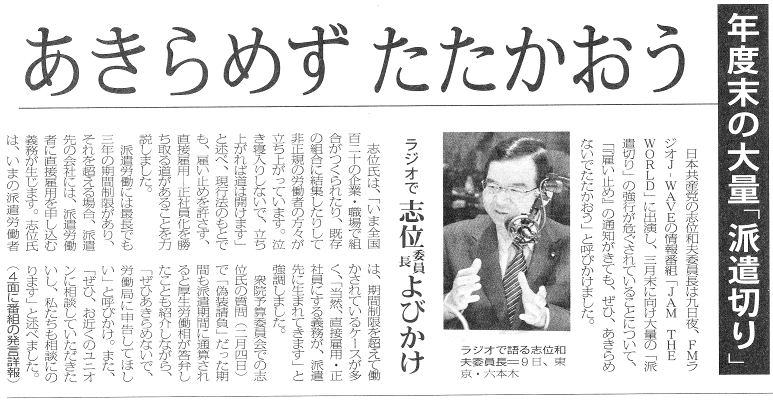 年度末の大量「派遣切り」
あきらめず たたかおう
ラジオで 志位委員長よびかけ
日本共産党の志位和夫委員長は九日夜、FMラ
ジオJ-WAVEの情報番組「JAM THE
WORLD」に出演し、三月末に向け大量の「派
遣切り」の強行が危ぐされていることについて、
「『雇い止め』の通知がきても、ぜひ、あきらめ
ないでたたかおう」と呼びかけました。
ラジオで語る志位和
夫委員長＝９日、東
京・六本木
志位氏は、「いま全国
百二十の企業・職場で組
合がつくられたり、既存
の組合に結集したりして
非正規の労働者の方々が
立ち上がっています。泣
き寝入りしないで、立ち
上がれば道は開けます」
と述べ、現行法のもとで
も、雇い止めを許さず、
直接雇用、正社員化を勝
ち取る道があることを力
説しました。
派遣労働には最長でも
三年の期間制限があり、
それを超える場合、派遣
先の会社には、派遣労働
者に直接雇用を申し込む
義務が生じます。志位氏
は、いまの派遣労働者
は、期間制限を超えて働
かされているケースが多
く、「当然、直接雇用・正
社員にする義務が、派遣
先に生まれてきます」と
強調しました。
衆院予算委員会での志
位氏の質問（二月四日）
で「偽装請負」だった期
間も派遣期間に通算され
ると厚生労働相が答弁し
たことも紹介しながら、
「ぜひあきらめないで、
労働局に申告してほし
い」と呼びかけ。また、
「ぜひ、お近くのユニオ
ンに相談していただきた
いし、私たちも相談にの
ります」と述べました。
（４面に番組の発言詳報）